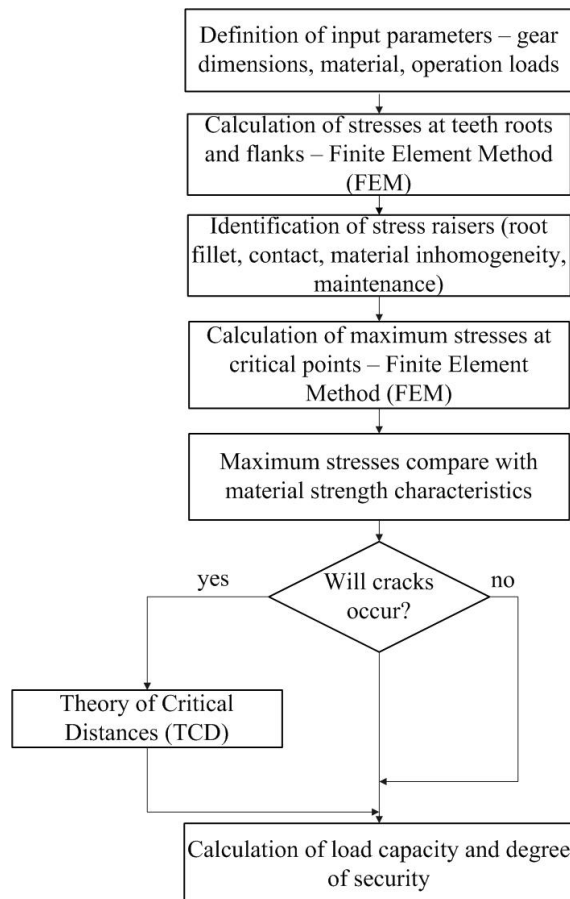 Definition of input parameters – gear
dimensions, material, operation loads
Calculation of stresses at teeth roots
and flanks – Finite Element Method
(FEM)
Identification of stress raisers (root
fillet, contact, material inhomogeneity,
maintenance)
Calculation of maximum stresses at
critical points – Finite Element
Method (FEM)
Maximum stresses compare with
material strength characteristics
yes
Will cracks
occur?
no
Theory of Critical
Distances (TCD)
Calculation of load capacity and degree
of security